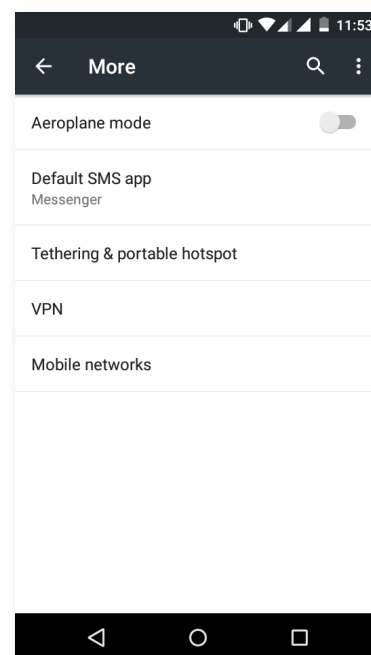 11:53
More
Aeroplane mode
Default SMS app
Messenger
Tethering & portable hotspot
VPN
Mobile networks